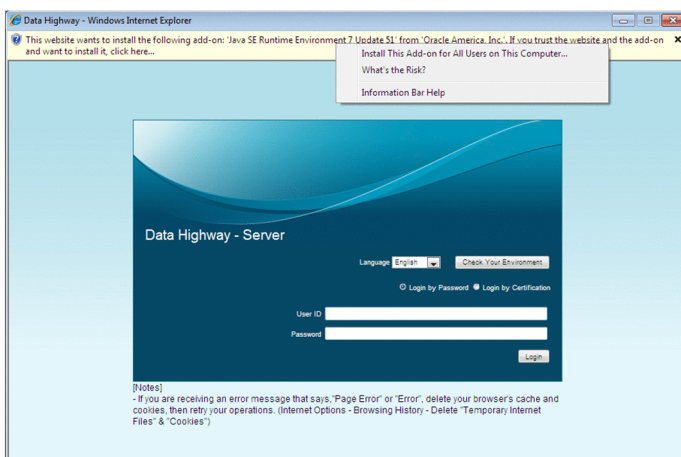 Data Highway - Windows Internet Explorer
This website wants to install the following add-on: 'Java SE Runtime Environment 7 Update 51' from 'Oracle America, Inc.'. If you trust the website and the add-on
and want to install it, click here...
Install This Add-on for All Users on This Computer...
What's the Risk?
Information Bar Help
Data Highway - Server
Language English Check Your Environment
Login by Password Login by Certification
User ID
Password
Login
[Notes]
- If you are receiving an error message that says,"Page Error" or "Error", delete your browser's cache and
cookies, then retry your operations. (Internet Options - Browsing History - Delete "Temporary Internet
Files" & "Cookies")